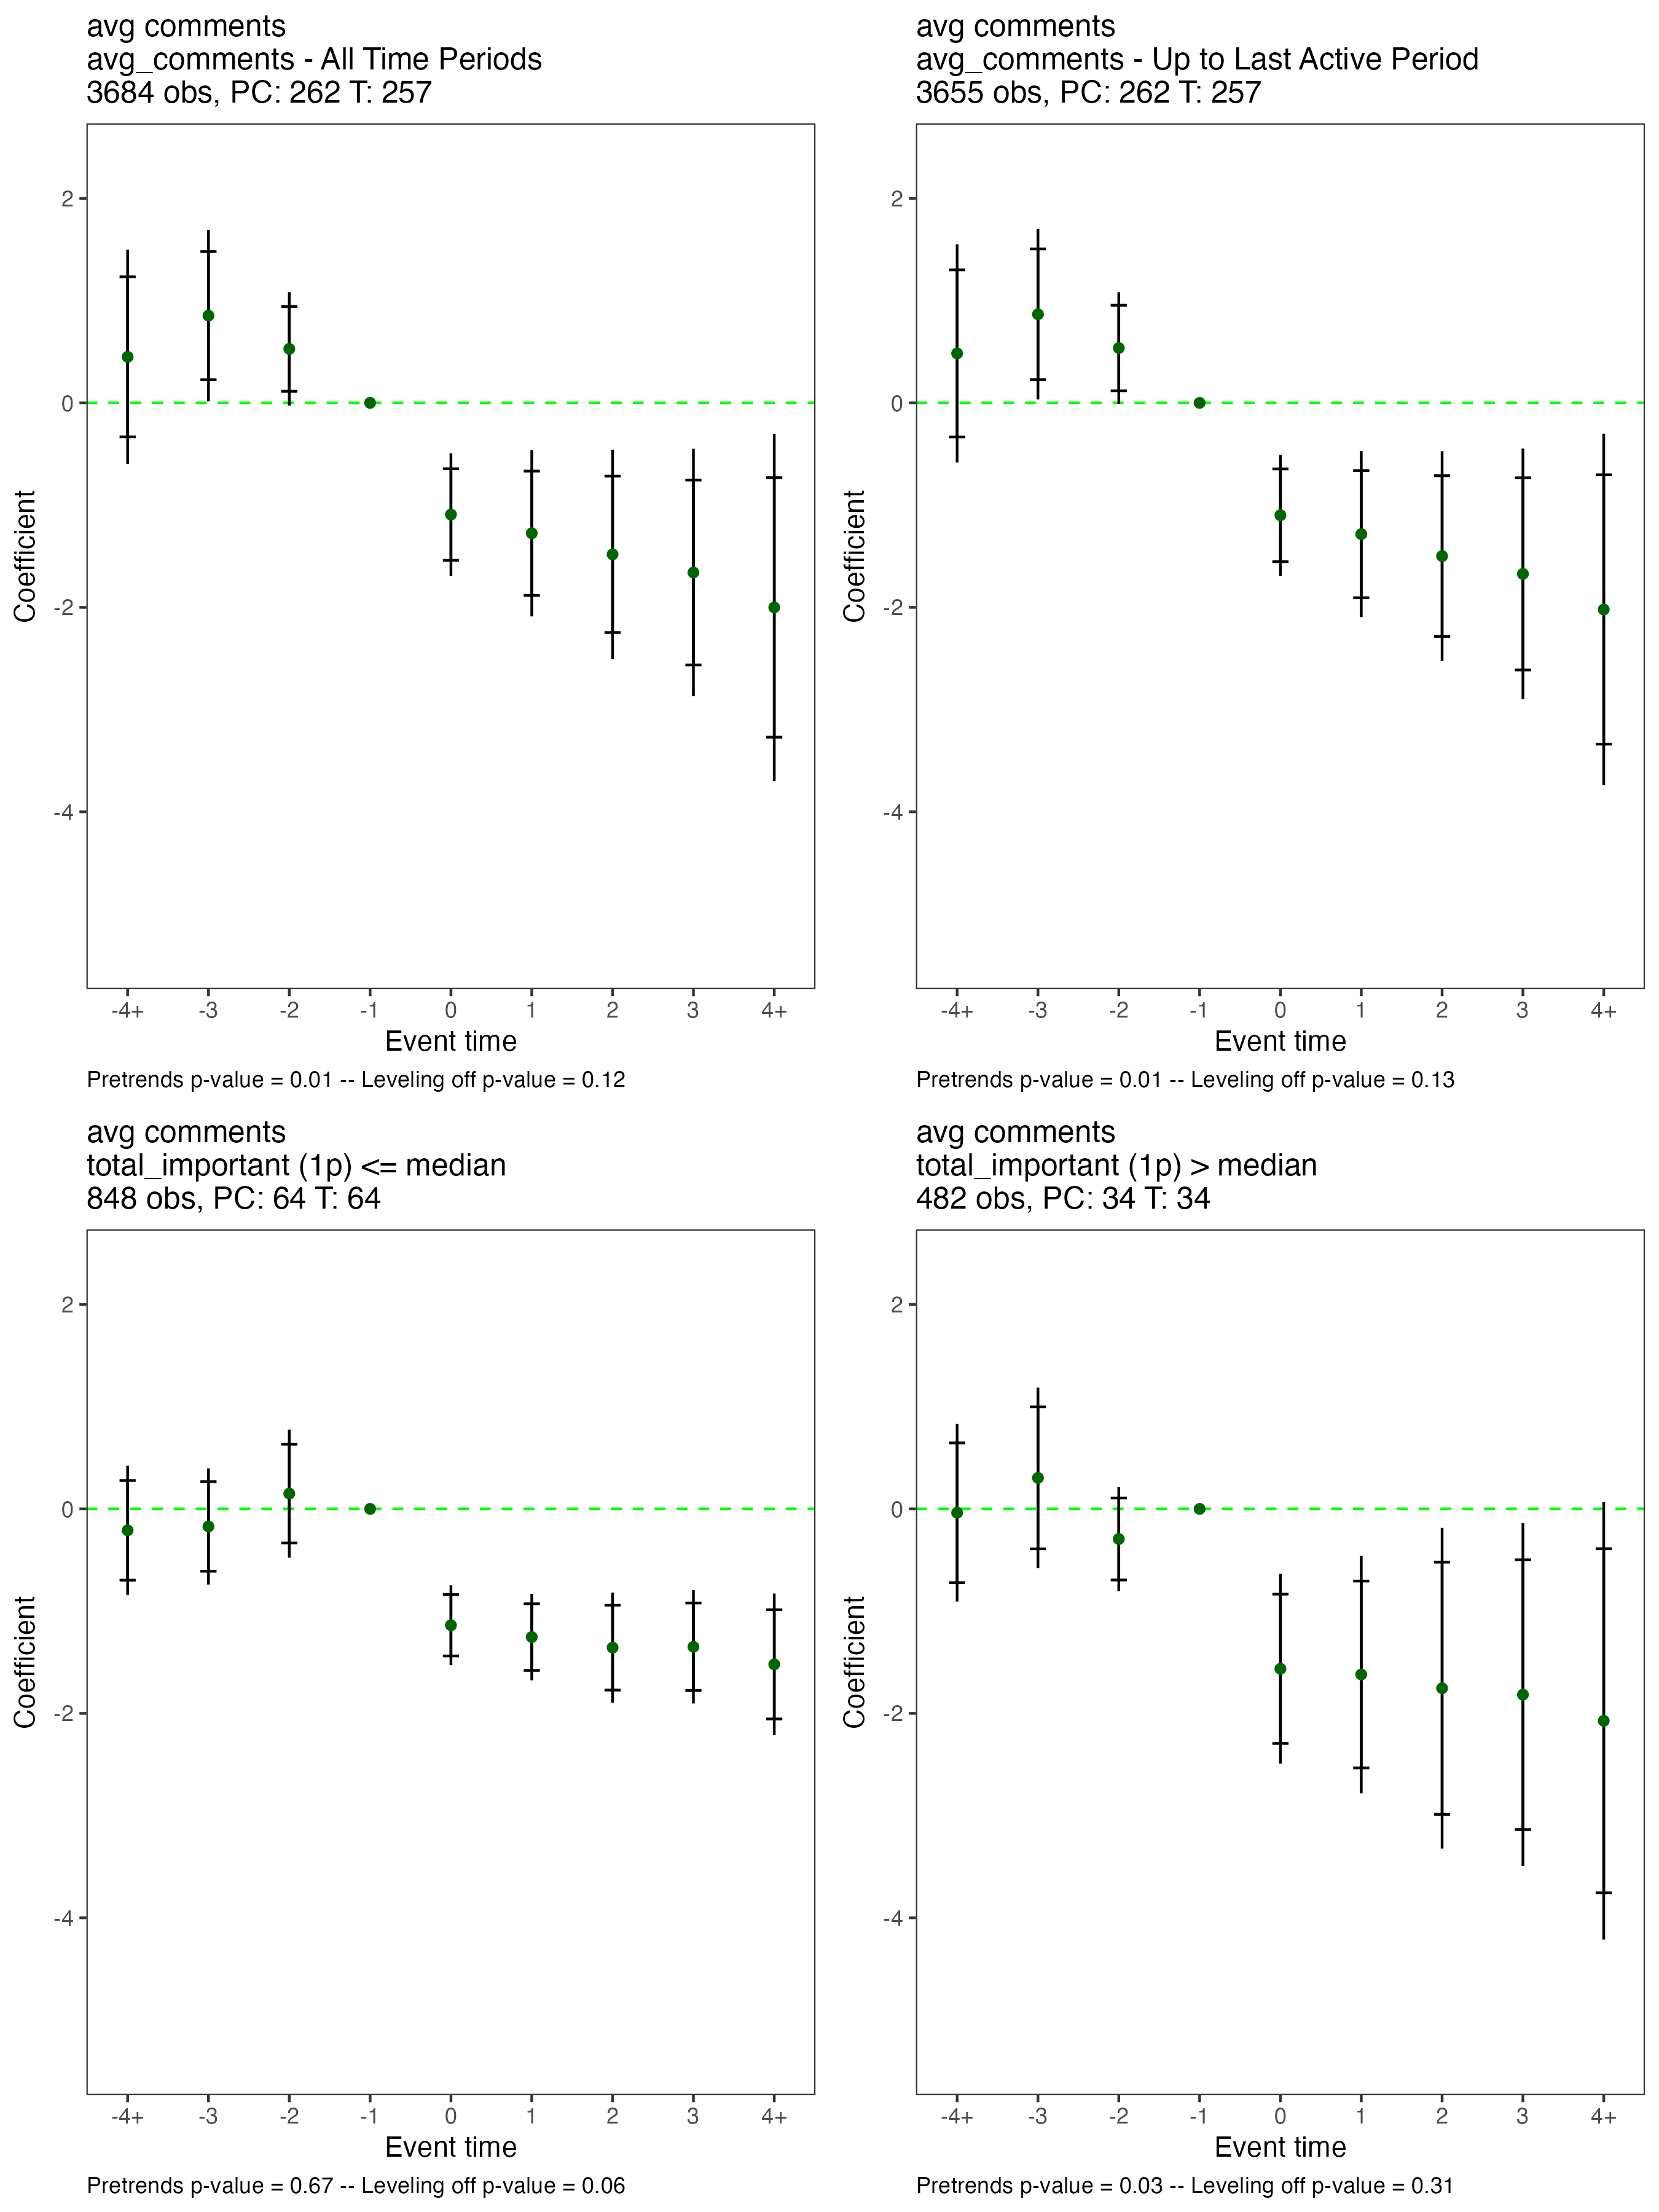 avg comments
avg_comments - All Time Periods
3684 obs, PC: 262 T: 257
2
0
-2
-4
Coefficient
-4+ -3 -2 -1 0 1 2 3 4+
Event time
Pretrends p-value = 0.01 -- Leveling off p-value = 0.12
avg comments
avg_comments - Up to Last Active Period
3655 obs, PC: 262 T: 257
2
0
-2
-4
Coefficient
-4+ -3 -2 -1 0 1 2 3 4+
Event time
Pretrends p-value = 0.01 -- Leveling off p-value = 0.13
avg comments
total_important (1p) <= median
848 obs, PC: 64 T: 64
2
0
-2
-4
Coefficient
-4+ -3 -2 -1 0 1 2 3 4+
Event time
Pretrends p-value = 0.67 -- Leveling off p-value = 0.06
avg comments
total_important (1p) > median
482 obs, PC: 34 T: 34
2
0
-2
-4
Coefficient
-4+ -3 -2 -1 0 1 2 3 4+
Event time
Pretrends p-value = 0.03 -- Leveling off p-value = 0.31